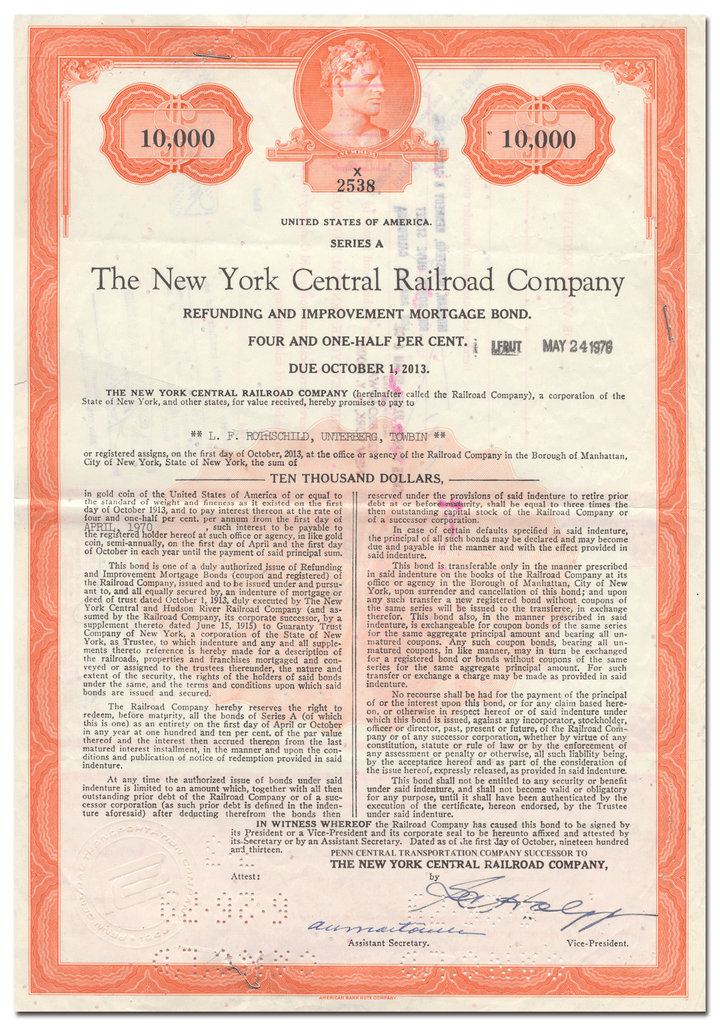 10,000
10,000
NUMBER
X
2538
UNITED STATES OF AMERICA.
SERIES A
The New York Central Railroad Company
REFUNDING AND IMPROVEMENT MORTGAGE BOND.
FOUR AND ONE-HALF PER CENT.
MAY 24 1978
DUE OCTOBER 1, 2013.
THE NEW YORK CENTRAL RAILROAD COMPANY (hereinafter called the Railroad Company), a corporation of the
State of New York, and other states, for value received, hereby promises to pay to
** L. F. ROTHSCHILD, UNTERBERG, TOWBIN **
or registered assigns, on the first day of October, 2013, at the office or agency of the Railroad Company in the Borough of Manhattan,
City of New York, State of New York, the sum of
TEN THOUSAND DOLLARS,
in gold coin of the United States of America of or equal to
the standard of weight and fineness as it existed on the first
day of October 1913, and to pay interest thereon at the rate of
four and one-half per cent. per annum from the first day of
APRIL, 1970 , such interest to be payable to
the registered holder hereof at such office or agency, in like gold
coin, semi-annually, on the first day of April and the first day
of October in each year until the payment of said principal sum.
This bond is one of a duly authorized issue of Refunding
and Improvement Mortgage Bonds (coupon and registered) of
the Railroad Company, issued and to be issued under and pursu-
ant to, and all equally secured by, an indenture of mortgage or
deed of trust dated October 1, 1913, duly executed by The New
York Central and Hudson River Railroad Company (and as-
sumed by the Railroad Company, its corporate successor, by a
supplement thereto dated June 15, 1915) to Guaranty Trust
Company of New York, a corporation of the State of New
York, as Trustee, to which indenture and any and all supple-
ments thereto reference is hereby made for a description of
the railroads, properties and franchises mortgaged and con-
veyed or assigned to the trustees thereunder, the nature and
extent of the security, the rights of the holders of said bonds
under the same, and the terms and conditions upon which said
bonds are issued and secured.
The Railroad Company hereby reserves the right to
redeem, before maturity, all the bonds of Series A (of which
this is one) as an entirety on the first day of April or October
in any year at one hundred and ten per cent. of the par value
thereof and the interest then accrued thereon from the last
matured interest installment, in the manner and upon the con-
ditions and publication of notice of redemption provided in said
indenture.
At any time the authorized issue of bonds under said
indenture is limited to an amount which, together with all then
outstanding prior debt of the Railroad Company or of a suc-
cessor corporation (as such prior debt is defined in the inden-
ture aforesaid) after deducting therefrom the bonds then
reserved under the provisions of said indenture to retire prior
debt at or before maturity, shall be equal to three times the
then outstanding capital stock of the Railroad Company or
of a successor corporation.
In case of certain defaults specified in said indenture,
the principal of all such bonds may be declared and may become
due and payable in the manner and with the effect provided in
said indenture.
This bond is transferable only in the manner prescribed
in said indenture on the books of the Railroad Company at its
office or agency in the Borough of Manhattan, City of New
York, upon surrender and cancellation of this bond; and upon
any such transfer a new registered bond without coupons of
the same series will be issued to the transferee, in exchange
therefor. This bond also, in the manner prescribed in said
indenture, is exchangeable for coupon bonds of the same series
for the same aggregate principal amount and bearing all un-
matured coupons. Any such coupon bonds, bearing all un-
matured coupons, in like manner, may in turn be exchanged
for a registered bond or bonds without coupons of the same
series for the same aggregate principal amount. For such
transfer or exchange a charge may be made as provided in said
indenture.
No recourse shall be had for the payment of the principal
of or the interest upon this bond, or for any claim based here-
on, or otherwise in respect hereof or of said indenture under
which this bond is issued, against any incorporator, stockholder,
officer or director, past, present or future, of the Railroad Com-
pany or of any successor corporation, whether by virtue of any
constitution, statute or rule of law or by the enforcement of
any assessment or penalty or otherwise, all such liability being,
by the acceptance hereof and as part of the consideration of
the issue hereof, expressly released, as provided in said indenture.
This bond shall not be entitled to any security or benefit
under said indenture, and shall not become valid or obligatory
for any purpose, until it shall have been authenticated by the
execution of the certificate, hereon endorsed, by the Trustee
under said indenture.
IN WITNESS WHEREOF the Railroad Company has caused this bond to be signed by
its President or a Vice-President and its corporate seal to be hereunto affixed and attested by
its Secretary or by an Assistant Secretary. Dated as of the first day of October, nineteen hundred
and thirteen.
PENN CENTRAL TRANSPORTATION COMPANY SUCCESSOR TO
THE NEW YORK CENTRAL RAILROAD COMPANY,
Attest:
by
Assistant Secretary.
Vice-President.
AMERICAN BANK NOTE COMPANY